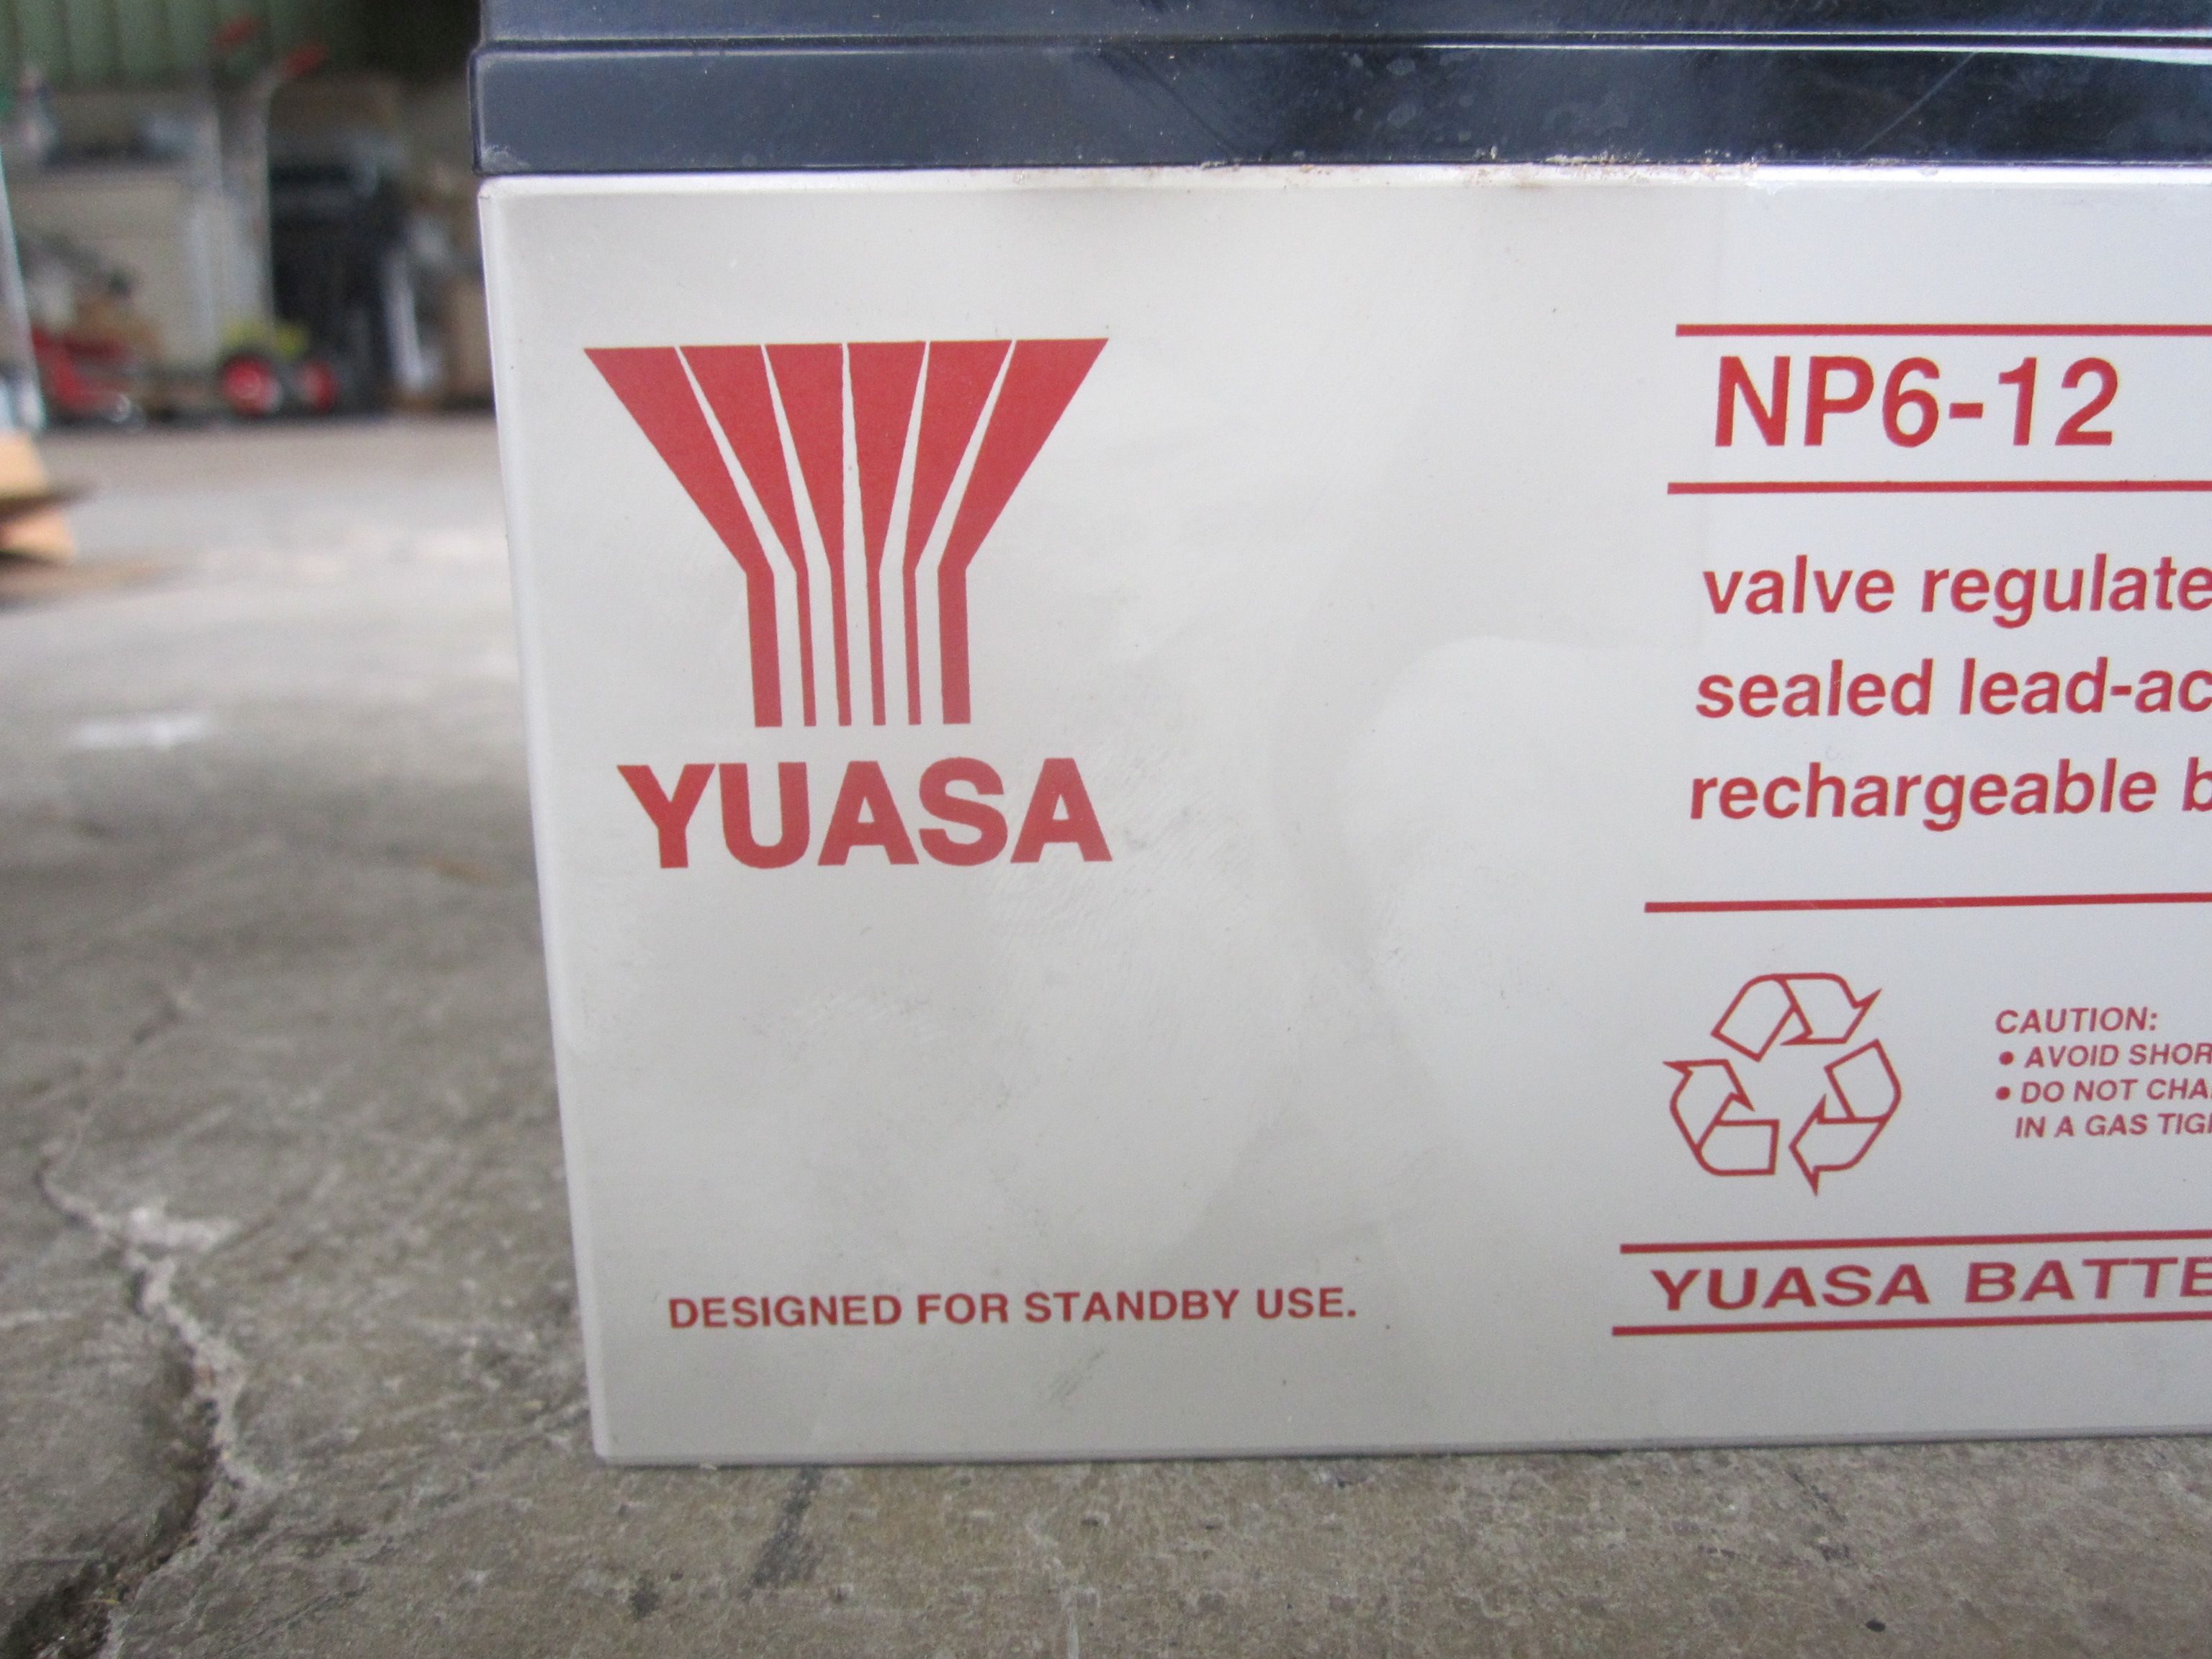 YUASA
DESIGNED FOR STANDBY USE.
NP6-12
valve regulate
sealed lead-ac
rechargeable b
CAUTION:
• AVOID SHOR
• DO NOT CHA
IN A GAS TIG
YUASA BATTE